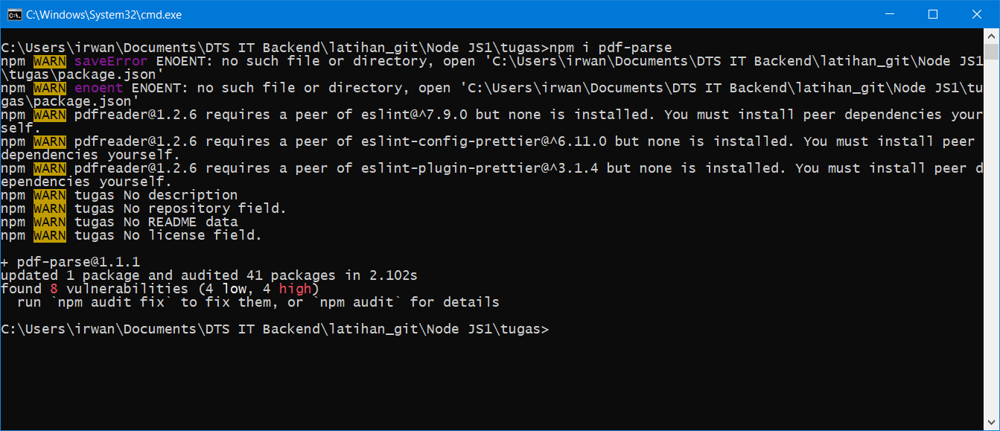 C:\Windows\System32\cmd.exe
C:\Users\irwan\Documents\DTS IT Backend\latihan_git\Node JS1\tugas>npm i pdf-parse
npm WARN saveError ENOENT: no such file or directory, open 'C:\Users\irwan\Documents\DTS IT Backend\latihan_git\Node JS1
\tugas\package.json'
npm WARN enoent ENOENT: no such file or directory, open 'C:\Users\irwan\Documents\DTS IT Backend\latihan_git\Node JS1\tu
gas\package.json'
npm WARN pdfreader@1.2.6 requires a peer of eslint@^7.9.0 but none is installed. You must install peer dependencies your
self.
npm WARN pdfreader@1.2.6 requires a peer of eslint-config-prettier@^6.11.0 but none is installed. You must install peer
dependencies yourself.
npm WARN pdfreader@1.2.6 requires a peer of eslint-plugin-prettier@^3.1.4 but none is installed. You must install peer d
ependencies yourself.
npm WARN tugas No description
npm WARN tugas No repository field.
npm WARN tugas No README data
npm WARN tugas No license field.
+ pdf-parse@1.1.1
updated 1 package and audited 41 packages in 2.102s
found 8 vulnerabilities (4 low, 4 high)
run `npm audit fix` to fix them, or `npm audit` for details
C:\Users\irwan\Documents\DTS IT Backend\latihan_git\Node JS1\tugas>